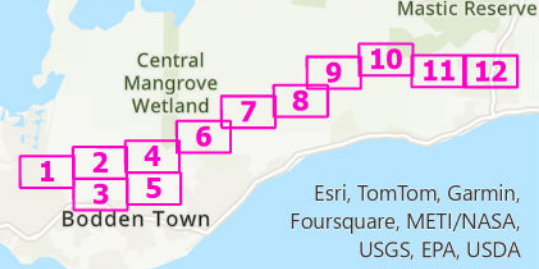 Mastic Reserve
Central
Mangrove
Wetland
10
9
11
12
8
7
6
4
2
1
5
3
Bodden Town
Esri, TomTom, Garmin,
Foursquare, METI/NASA,
USGS, EPA, USDA